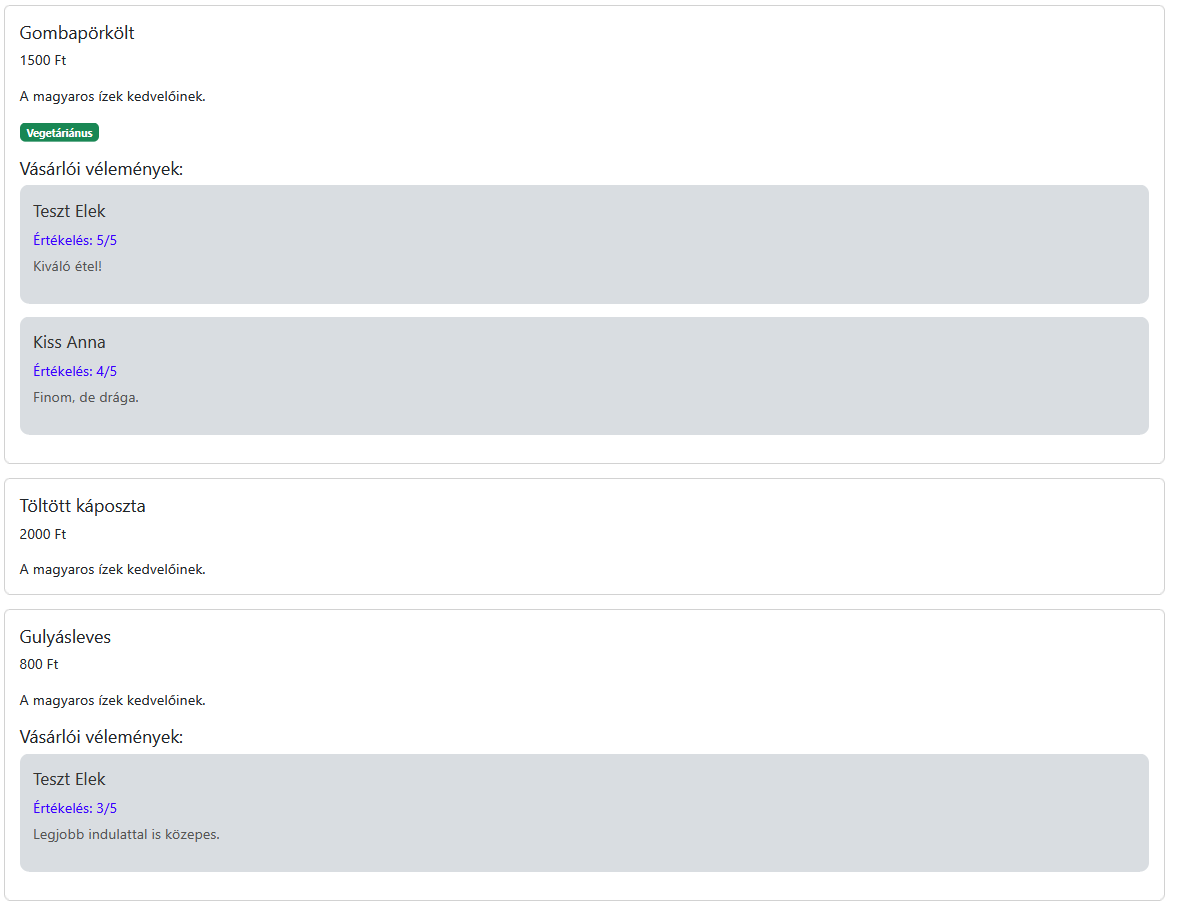 Gombapörkölt
1500 Ft
A magyaros ízek kedvelőinek.
Vegetáriánus
Vásárlói vélemények:
Teszt Elek
Értékelés: 5/5
Kiváló étel!
Kiss Anna
Értékelés: 4/5
Finom, de drága.
Töltött káposzta
2000 Ft
A magyaros ízek kedvelőinek.
Gulyásleves
800 Ft
A magyaros ízek kedvelőinek.
Vásárlói vélemények:
Teszt Elek
Értékelés: 3/5
Legjobb indulattal is közepes.